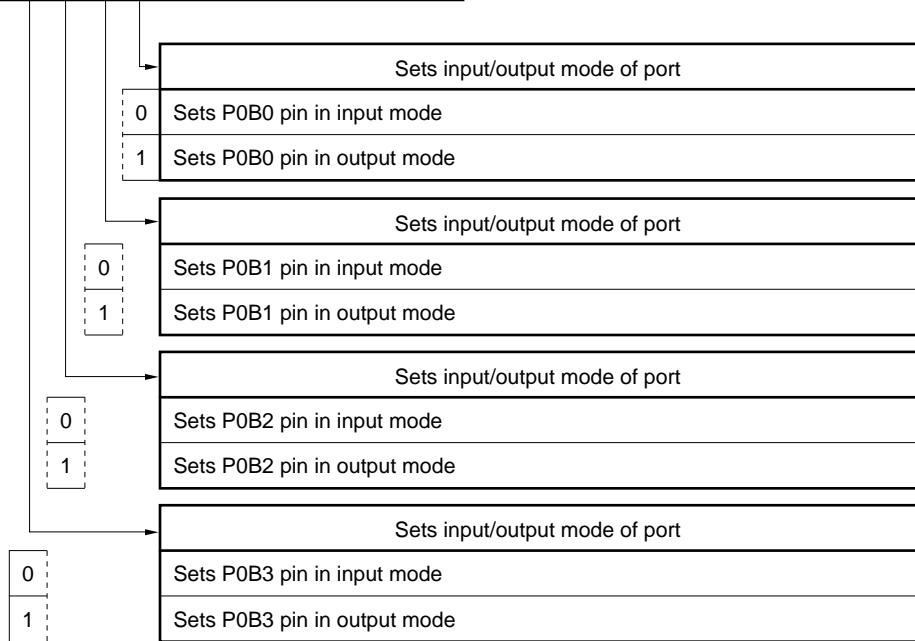 Sets input/output mode of port
0 Sets P0B0 pin in input mode
1 Sets P0B0 pin in output mode
Sets input/output mode of port
0 Sets P0B1 pin in input mode
1 Sets P0B1 pin in output mode
Sets input/output mode of port
0 Sets P0B2 pin in input mode
1 Sets P0B2 pin in output mode
Sets input/output mode of port
0 Sets P0B3 pin in input mode
1 Sets P0B3 pin in output mode